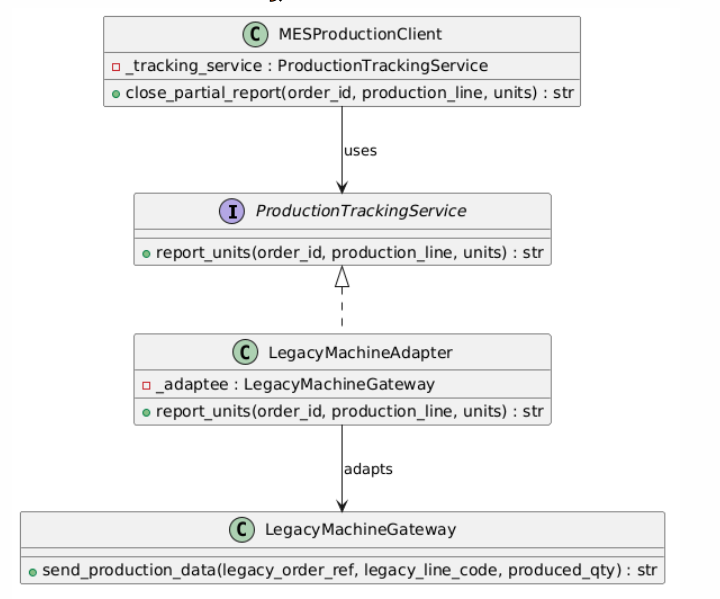 C MESProductionClient
_tracking_service : ProductionTrackingService
close_partial_report(order_id, production_line, units) : str
uses
I ProductionTrackingService
report_units(order_id, production_line, units) : str
C LegacyMachineAdapter
_adaptee : LegacyMachineGateway
report_units(order_id, production_line, units) : str
adapts
C LegacyMachineGateway
send_production_data(legacy_order_ref, legacy_line_code, produced_qty) : str